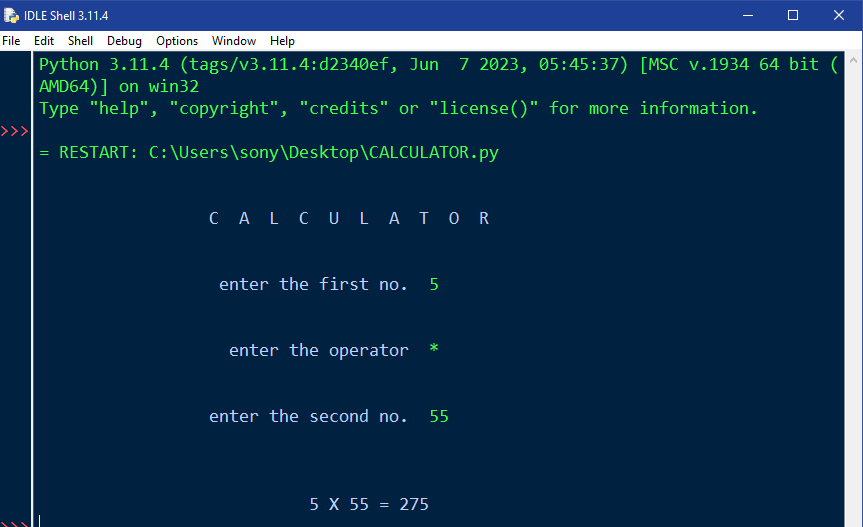 IDLE Shell 3.11.4
File Edit Shell Debug Options Window Help
Python 3.11.4 (tags/v3.11.4:d2340ef, Jun  7 2023, 05:45:37) [MSC v.1934 64 bit (
AMD64)] on win32
Type "help", "copyright", "credits" or "license()" for more information.
>>>
= RESTART: C:\Users\sony\Desktop\CALCULATOR.py
C  A  L  C  U  L  A  T  O  R
enter the first no.  5
enter the operator  *
enter the second no.  55
5 X 55 = 275
>>>